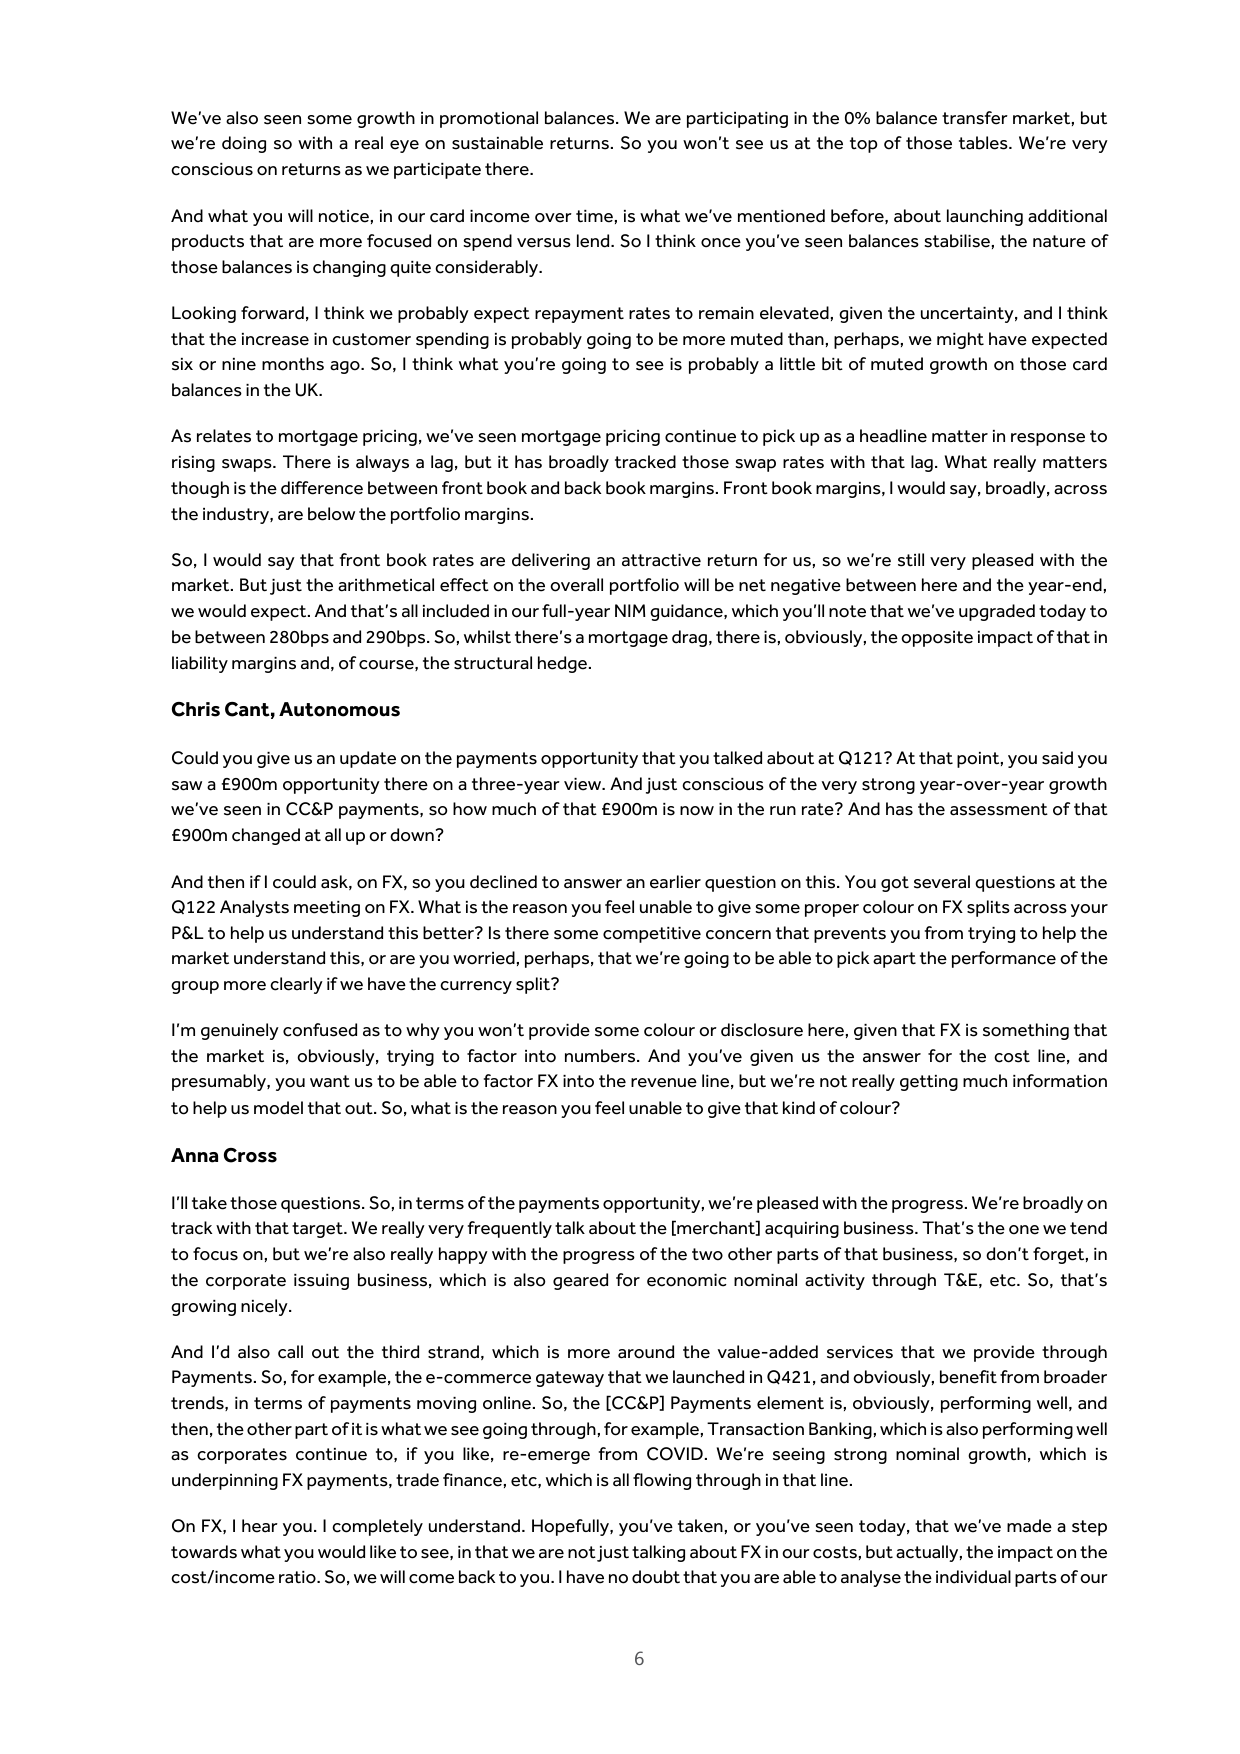 We've also seen some growth in promotional balances. We are participating in the 0% balance transfer market, but
we're doing so with a real eye on sustainable returns. So you won't see us at the top of those tables. We're very
conscious on returns as we participate there.
And what you will notice, in our card income over time, is what we've mentioned before, about launching additional
products that are more focused on spend versus lend. So I think once you've seen balances stabilise, the nature of
those balances is changing quite considerably.
Looking forward, I think we probably expect repayment rates to remain elevated, given the uncertainty, and I think
that the increase in customer spending is probably going to be more muted than, perhaps, we might have expected
six or nine months ago. So, I think what you're going to see is probably a little bit of muted growth on those card
balances in the UK.
As relates to mortgage pricing, we've seen mortgage pricing continue to pick up as a headline matter in response to
rising swaps. There is always a lag, but it has broadly tracked those swap rates with that lag. What really matters
though is the difference between front book and back book margins. Front book margins, I would say, broadly, across
the industry, are below the portfolio margins.
So, I would say that front book rates are delivering an attractive return for us, so we're still very pleased with the
market. But just the arithmetical effect on the overall portfolio will be net negative between here and the year-end,
we would expect. And that's all included in our full-year NIM guidance, which you'll note that we've upgraded today to
be between 280bps and 290bps. So, whilst there's a mortgage drag, there is, obviously, the opposite impact of that in
liability margins and, of course, the structural hedge.
Chris Cant, Autonomous
Could you give us an update on the payments opportunity that you talked about at Q121? At that point, you said you
saw a £900m opportunity there on a three-year view. And just conscious of the very strong year-over-year growth
we've seen in CC&P payments, so how much of that £900m is now in the run rate? And has the assessment of that
£900m changed at all up or down?
And then if I could ask, on FX, so you declined to answer an earlier question on this. You got several questions at the
Q122 Analysts meeting on FX. What is the reason you feel unable to give some proper colour on FX splits across your
P&L to help us understand this better? Is there some competitive concern that prevents you from trying to help the
market understand this, or are you worried, perhaps, that we're going to be able to pick apart the performance of the
group more clearly if we have the currency split?
I'm genuinely confused as to why you won't provide some colour or disclosure here, given that FX is something that
the market is, obviously, trying to factor into numbers. And you've given us the answer for the cost line, and
presumably, you want us to be able to factor FX into the revenue line, but we're not really getting much information
to help us model that out. So, what is the reason you feel unable to give that kind of colour?
Anna Cross
I'll take those questions. So, in terms of the payments opportunity, we're pleased with the progress. We're broadly on
track with that target. We really very frequently talk about the [merchant] acquiring business. That's the one we tend
to focus on, but we're also really happy with the progress of the two other parts of that business, so don't forget, in
the corporate issuing business, which is also geared for economic nominal activity through T&E, etc. So, that's
growing nicely.
And I'd also call out the third strand, which is more around the value-added services that we provide through
Payments. So, for example, the e-commerce gateway that we launched in Q421, and obviously, benefit from broader
trends, in terms of payments moving online. So, the [CC&P] Payments element is, obviously, performing well, and
then, the other part of it is what we see going through, for example, Transaction Banking, which is also performing well
as corporates continue to, if you like, re-emerge from COVID. We're seeing strong nominal growth, which is
underpinning FX payments, trade finance, etc, which is all flowing through in that line.
On FX, I hear you. I completely understand. Hopefully, you've taken, or you've seen today, that we've made a step
towards what you would like to see, in that we are not just talking about FX in our costs, but actually, the impact on the
cost/income ratio. So, we will come back to you. I have no doubt that you are able to analyse the individual parts of our
6